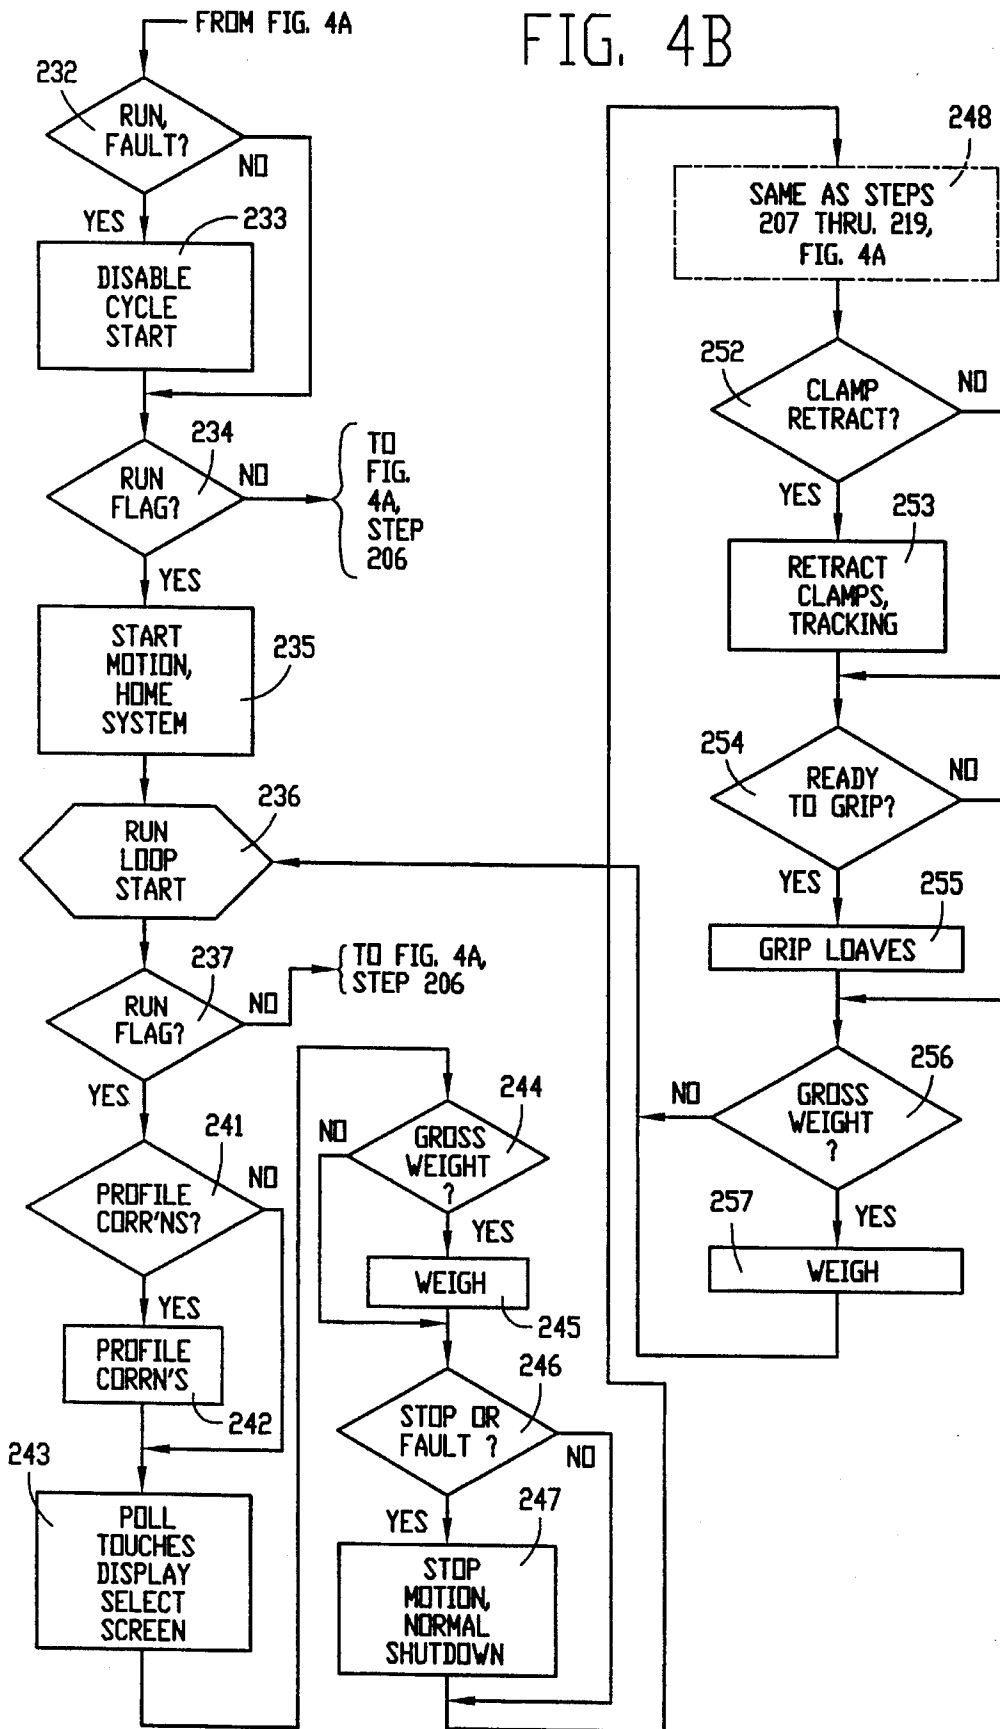 FROM FIG. 4A
FIG. 4B
232
RUN,
FAULT?
NO
YES
233
DISABLE
CYCLE
START
234
RUN
FLAG?
NO
TO
FIG.
4A,
STEP
206
YES
START
MOTION,
HOME
SYSTEM
235
RUN
LOOP
START
236
237
RUN
FLAG?
NO
TO FIG. 4A,
STEP 206
YES
241
PROFILE
CORR'NS?
NO
YES
PROFILE
CORRN'S
242
243
POLL
TOUCHES
DISPLAY
SELECT
SCREEN
244
NO
GROSS
WEIGHT
?
YES
WEIGH
245
246
STOP OR
FAULT ?
NO
YES
247
STOP
MOTION,
NORMAL
SHUTDOWN
248
SAME AS STEPS
207 THRU. 219,
FIG. 4A
252
CLAMP
RETRACT?
NO
YES
253
RETRACT
CLAMPS,
TRACKING
254
READY
TO GRIP?
NO
YES
255
GRIP LOAVES
256
NO
GROSS
WEIGHT
?
YES
257
WEIGH